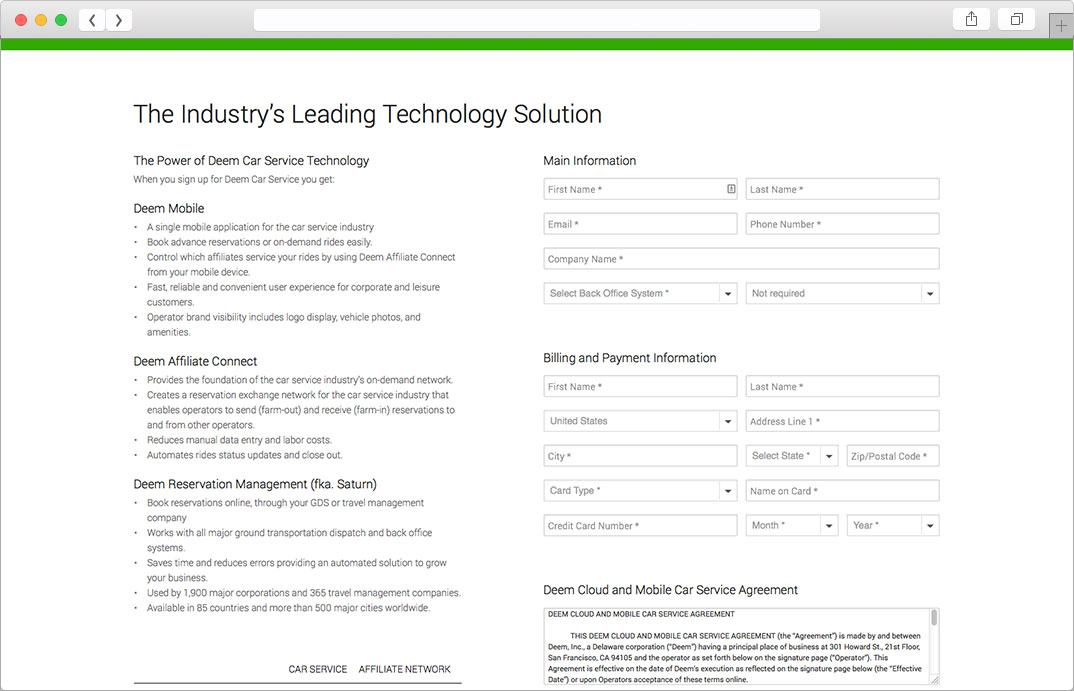 The Industry's Leading Technology Solution
The Power of Deem Car Service Technology
When you sign up for Deem Car Service you get:
Deem Mobile
• A single mobile application for the car service industry
• Book advance reservations or on-demand rides easily.
• Control which affiliates service your rides by using Deem Affiliate Connect
from your mobile device.
• Fast, reliable and convenient user experience for corporate and leisure
customers.
• Operator brand visibility includes logo display, vehicle photos, and
amenities.
Deem Affiliate Connect
• Provides the foundation of the car service industry's on-demand network.
• Creates a reservation exchange network for the car service industry that
enables operators to send (farm-out) and receive (farm-in) reservations to
and from other operators.
• Reduces manual data entry and labor costs.
• Automates rides status updates and close out.
Deem Reservation Management (fka. Saturn)
• Book reservations online, through your GDS or travel management
company
• Works with all major ground transportation dispatch and back office
systems.
• Saves time and reduces errors providing an automated solution to grow
your business.
• Used by 1,900 major corporations and 365 travel management companies.
• Available in 85 countries and more than 500 major cities worldwide.
CAR SERVICE AFFILIATE NETWORK
Main Information
First Name * Last Name *
Email * Phone Number *
Company Name *
Select Back Office System * Not required
Billing and Payment Information
First Name * Last Name *
United States Address Line 1 *
City * Select State * Zip/Postal Code *
Card Type * Name on Card *
Credit Card Number * Month * Year *
Deem Cloud and Mobile Car Service Agreement
DEEM CLOUD AND MOBILE CAR SERVICE AGREEMENT
THIS DEEM CLOUD AND MOBILE CAR SERVICE AGREEMENT (the "Agreement") is made by and between
Deem, Inc., a Delaware corporation ("Deem") having a principal place of business at 301 Howard St., 21st Floor,
San Francisco, CA 94105 and the operator as set forth below on the signature page ("Operator"). This
Agreement is effective on the date of Deem's execution as reflected on the signature page below (the "Effective
Date") or upon Operators acceptance of these terms online.